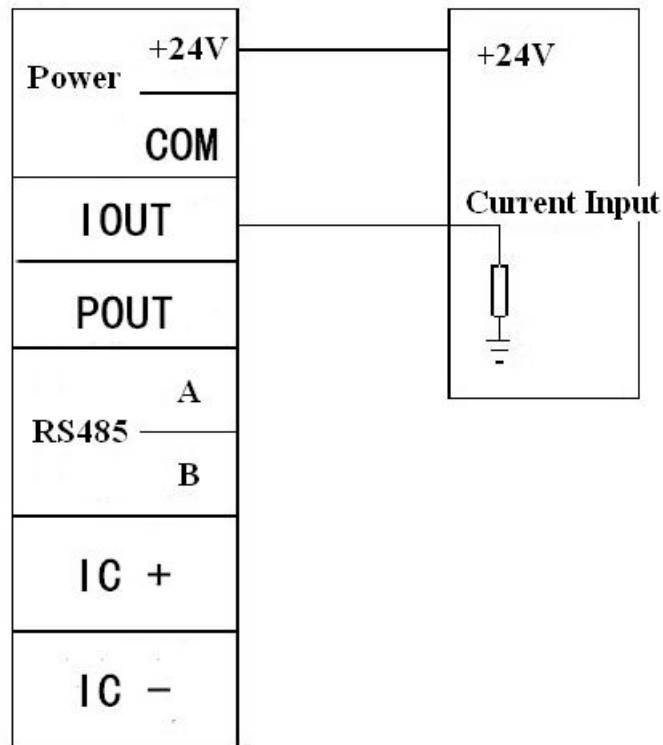 +24V
Power
COM
IOUT
POUT
A
RS485
B
IC +
IC -
+24V
Current Input